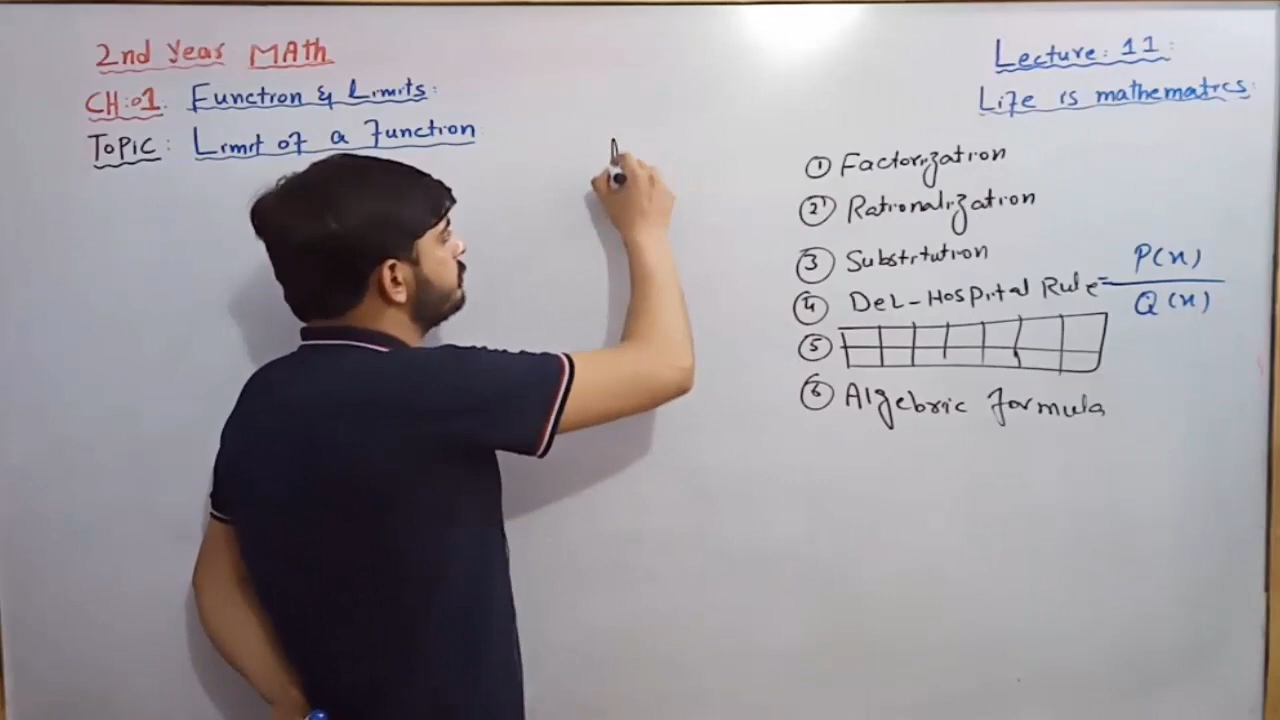 2nd Year MAth
CH:01. Function & Limits:
TOPIC: Limit of a function
Lecture: 11:
Life is mathematics:
① Factorization
② Rationalization
③ Substitution
④ DeL-Hospital Rule = P(x) / Q(x)
⑤
⑥ Algebric formula